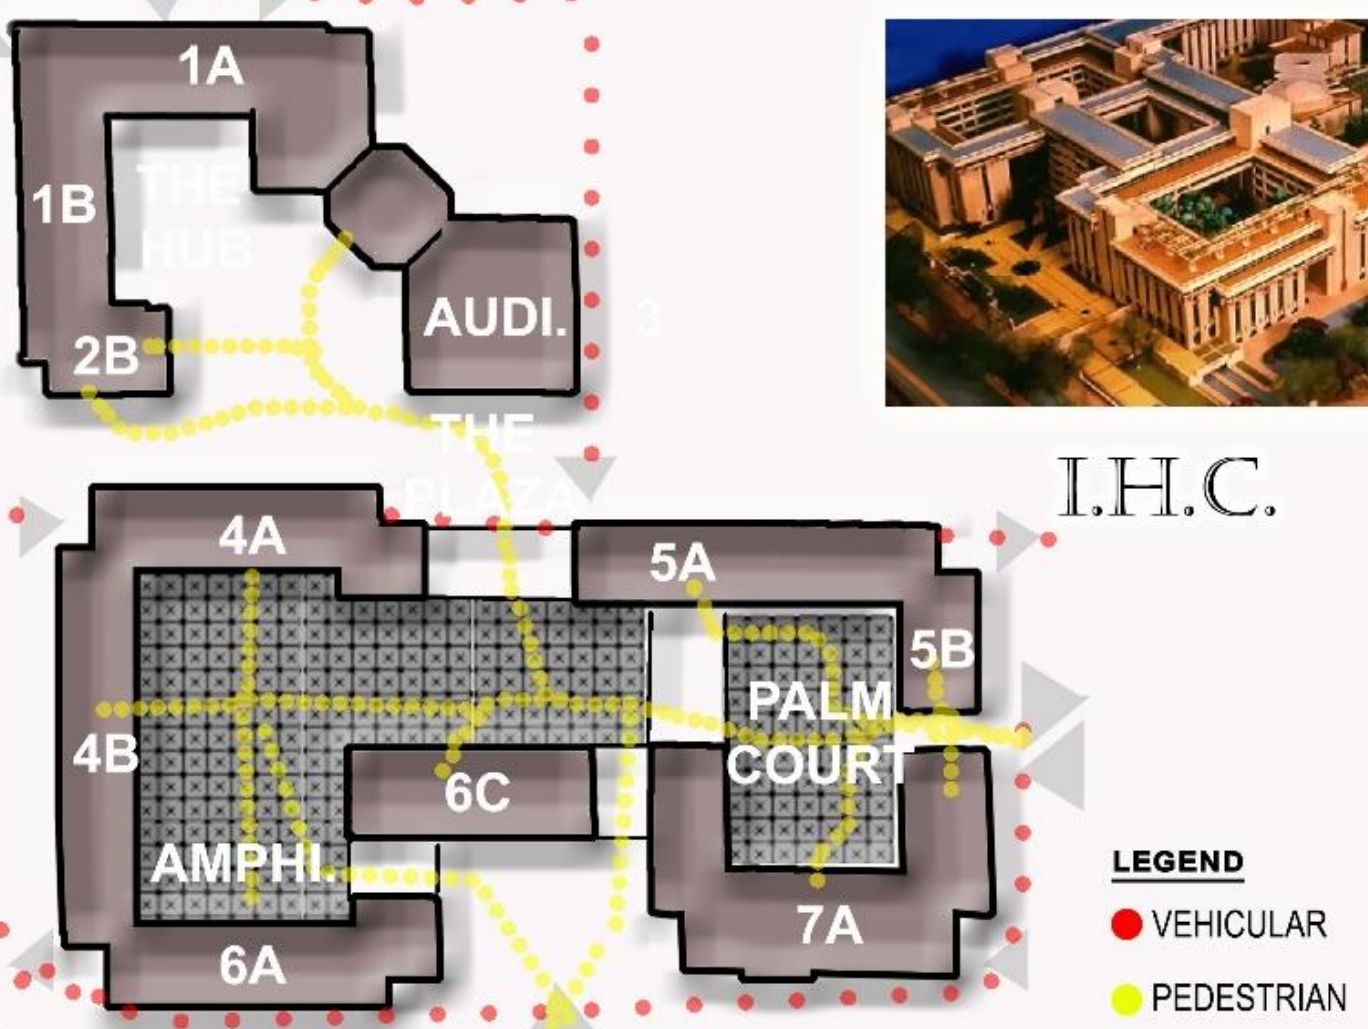 1A
1B
THE
HUB
2B
AUDI.
3
THE
PLAZA
I.H.C.
4A
5A
5B
4B
PALM
COURT
6C
AMPHI.
6A
7A
LEGEND
VEHICULAR
PEDESTRIAN